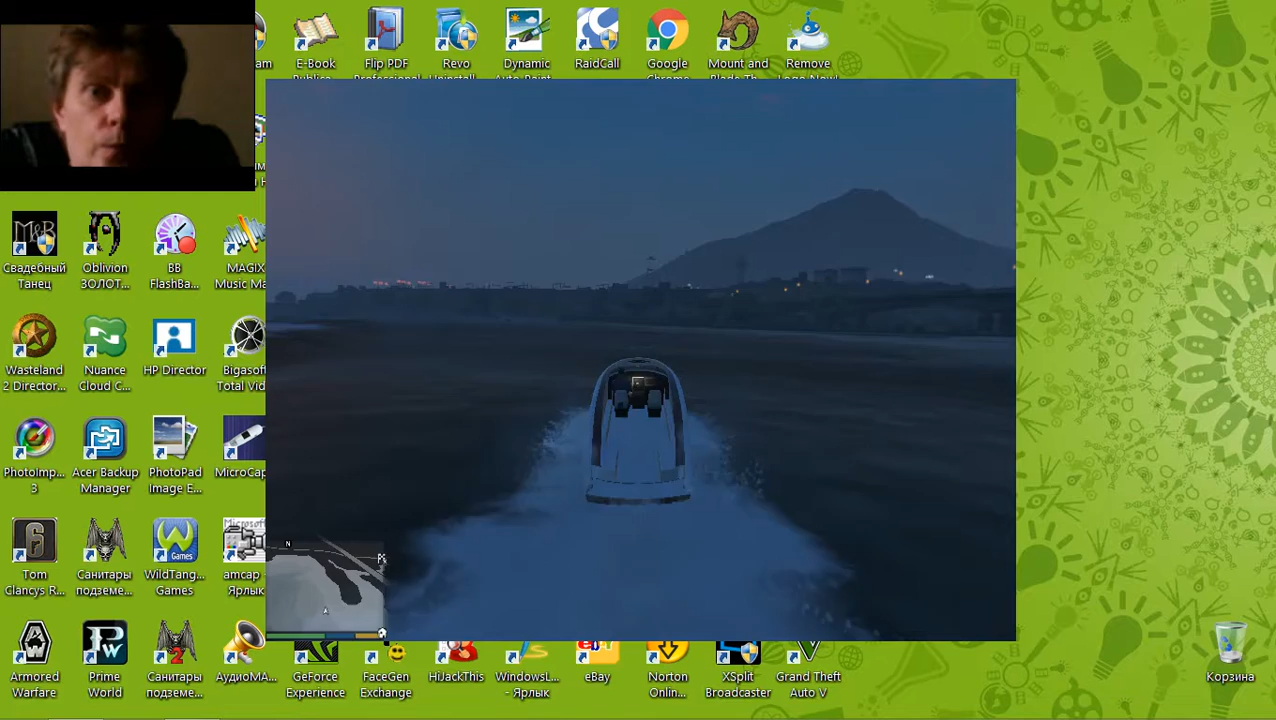 E-Book
Flip PDF
Revo
Dynamic
RaidCall
Google
Mount and
Remove
Свадебный
Танец
Oblivion
ЗОЛОТ...
BB
FlashBa...
MAGIX
Music Ma
Wasteland
2 Director...
Nuance
Cloud C...
HP Director
Bigasoft
Total Vid
PhotoImp...
3
Acer Backup
Manager
PhotoPad
Image E...
MicroCap
Microsoft
N
Tom
Clancys R...
Санитары
подземе...
WildTang...
Games
amcap -
Ярлык
Armored
Warfare
Prime
World
Санитары
подземе...
АудиоМА
GeForce
Experience
FaceGen
Exchange
HiJackThis
WindowsL...
- Ярлык
eBay
Norton
Onlin...
XSplit
Broadcaster
Grand Theft
Auto V
Корзина